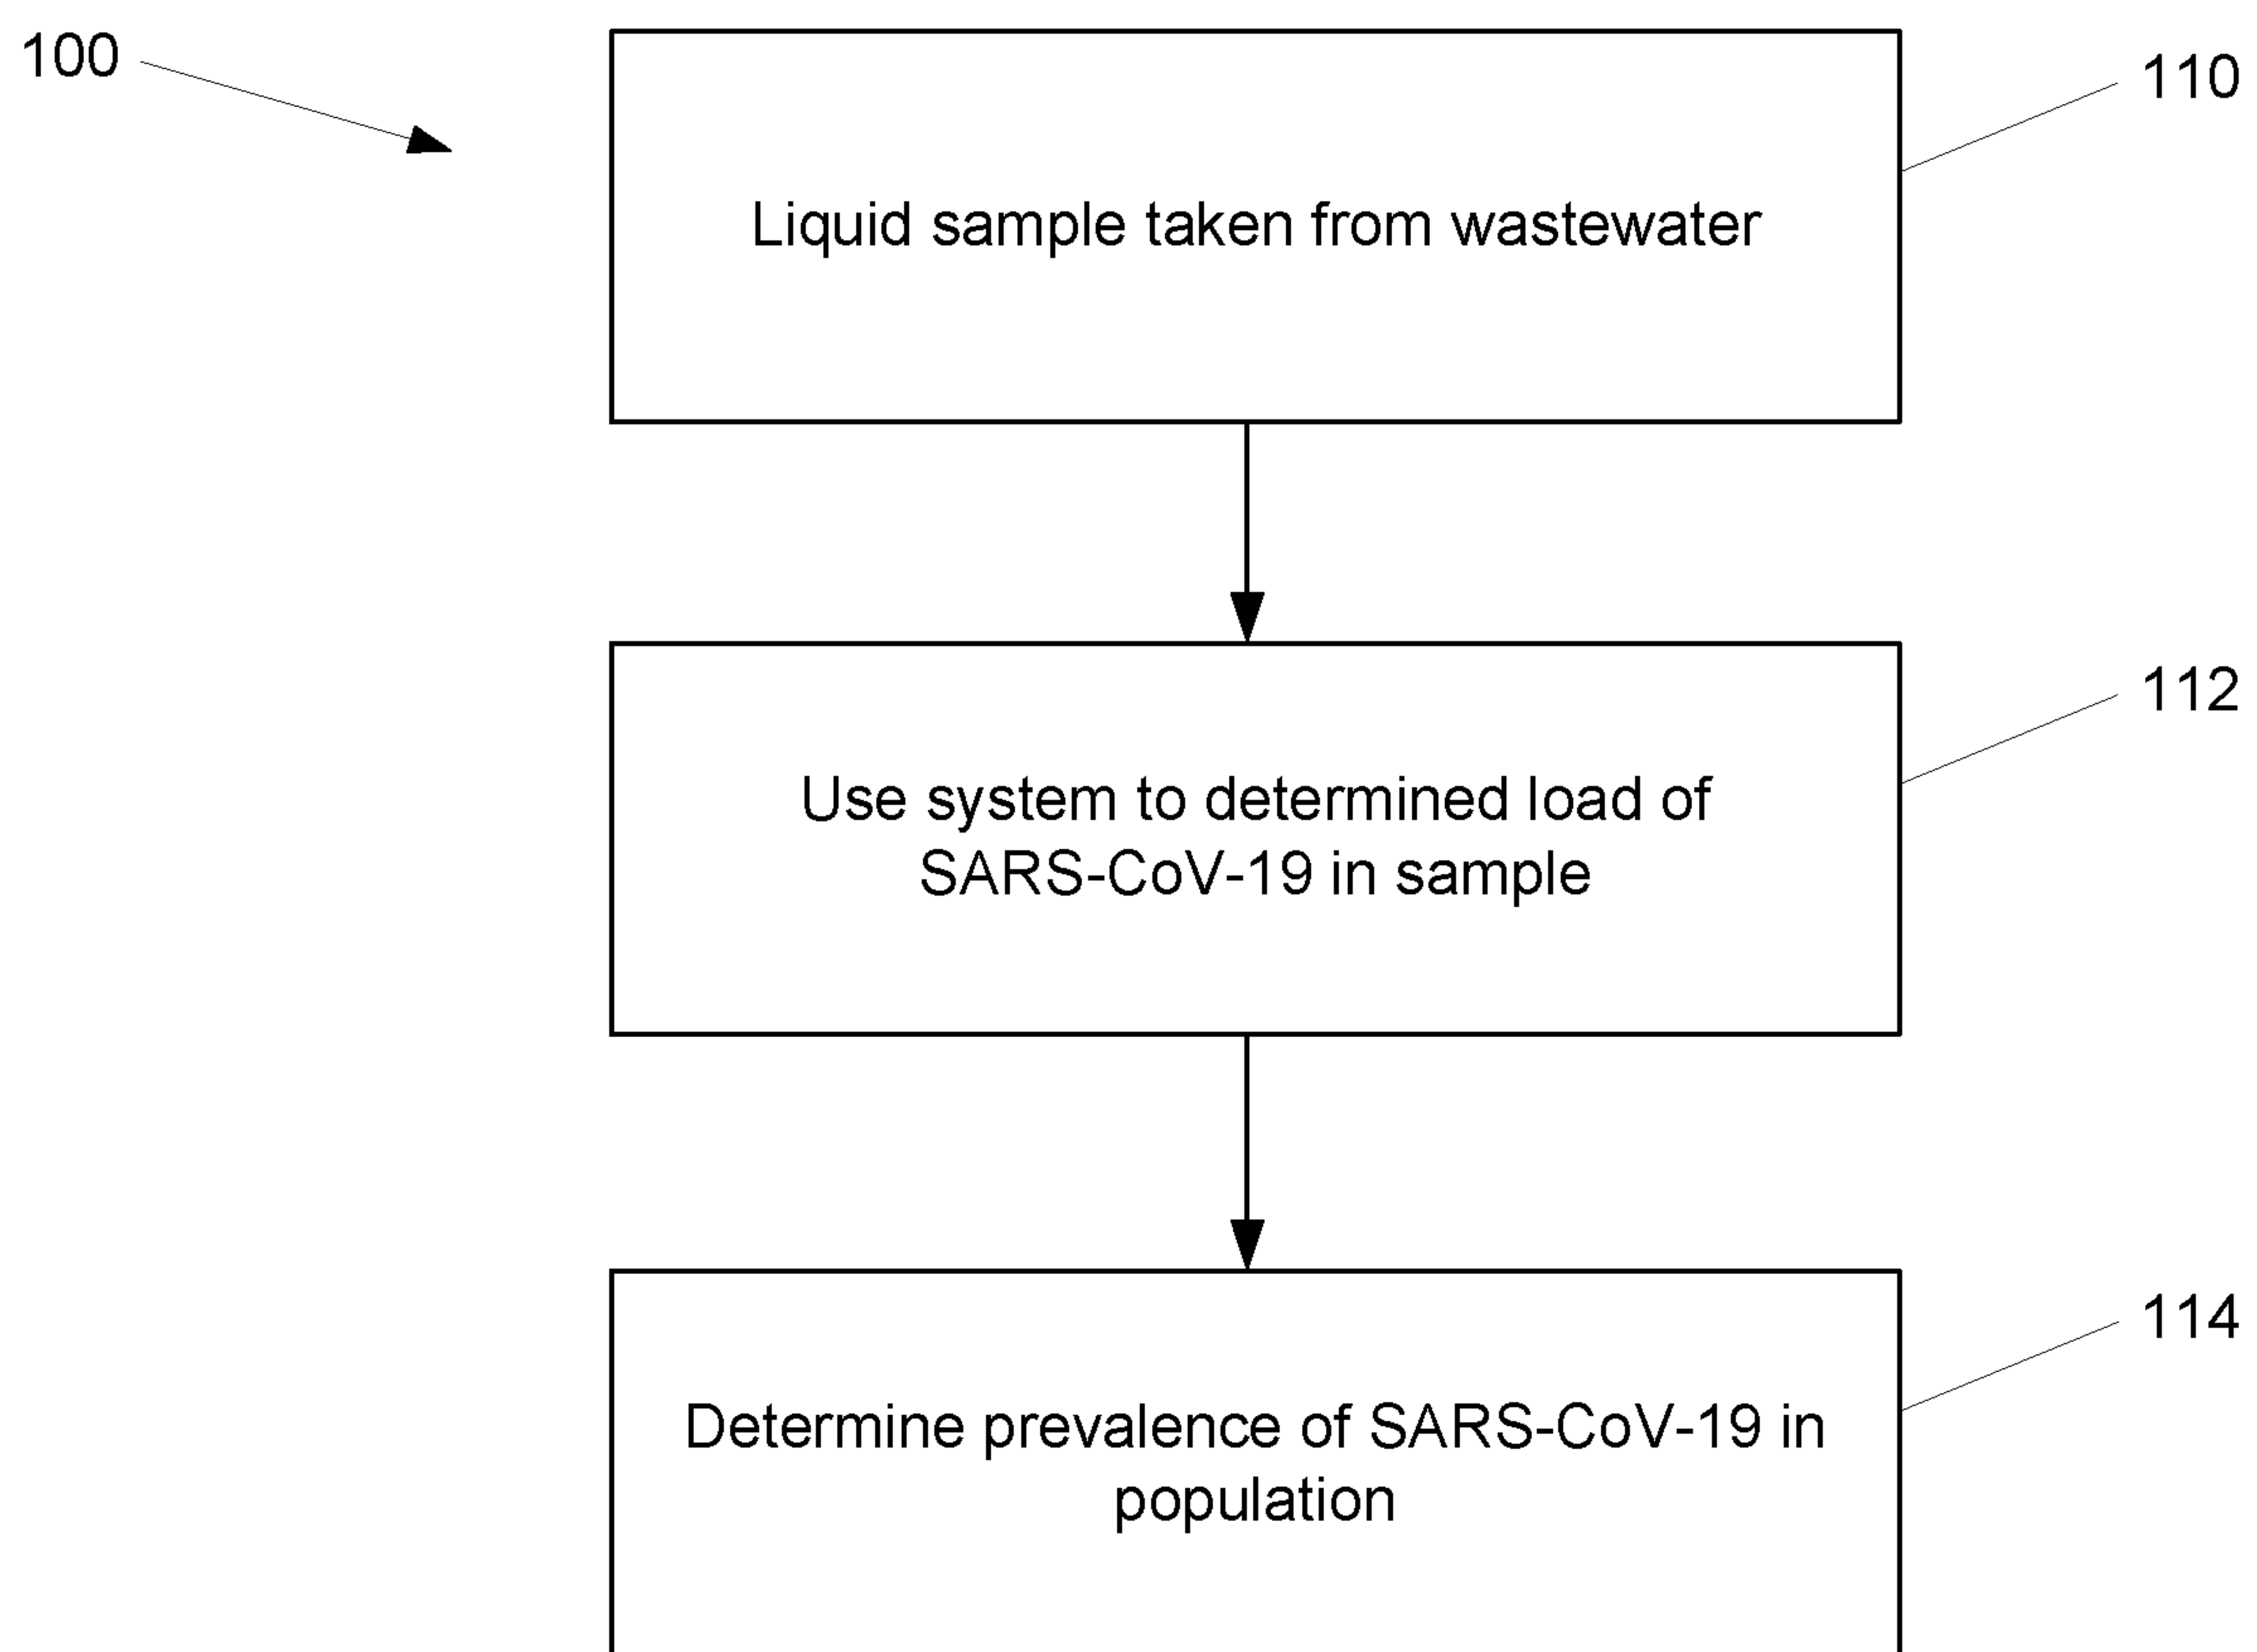 100
110
Liquid sample taken from wastewater
112
Use system to determined load of
SARS-CoV-19 in sample
114
Determine prevalence of SARS-CoV-19 in
population